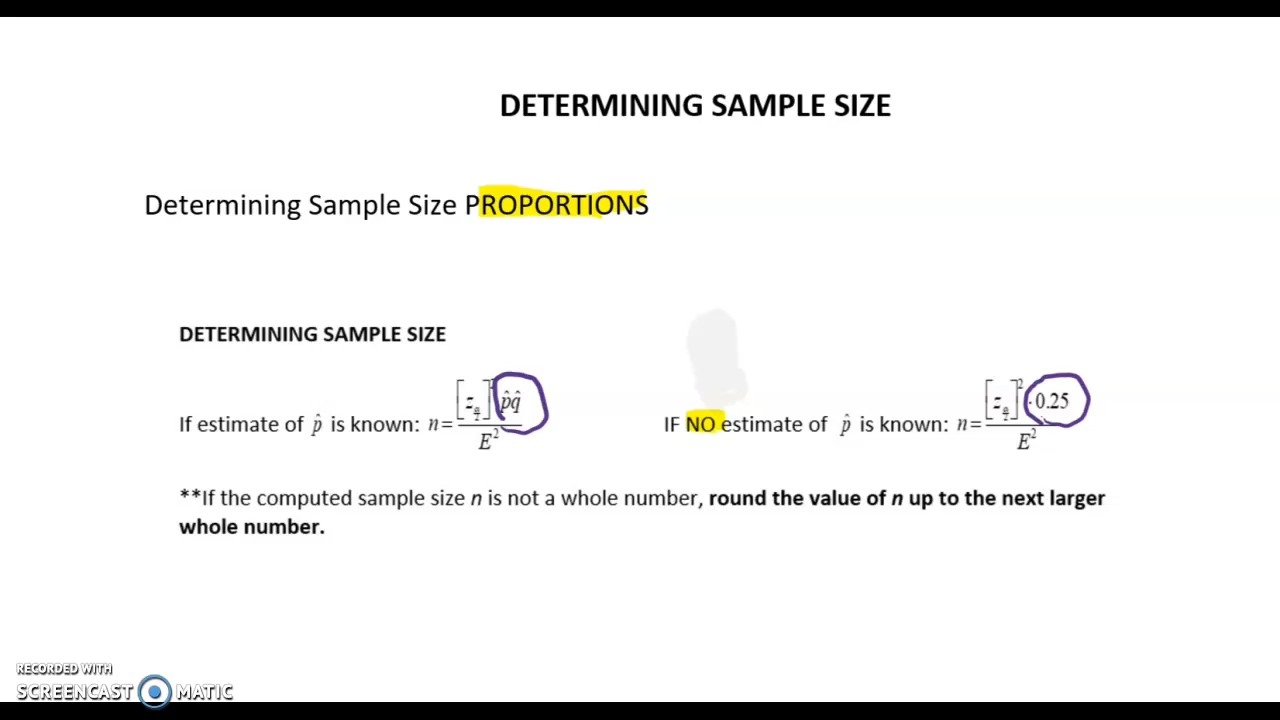 DETERMINING SAMPLE SIZE
Determining Sample Size PROPORTIONS
DETERMINING SAMPLE SIZE
If estimate of p̂ is known: n = [z_{α/2}]² p̂q̂ / E²
IF NO estimate of p̂ is known: n = [z_{α/2}]² · 0.25 / E²
**If the computed sample size n is not a whole number, round the value of n up to the next larger
whole number.
RECORDED WITH
SCREENCAST MATIC